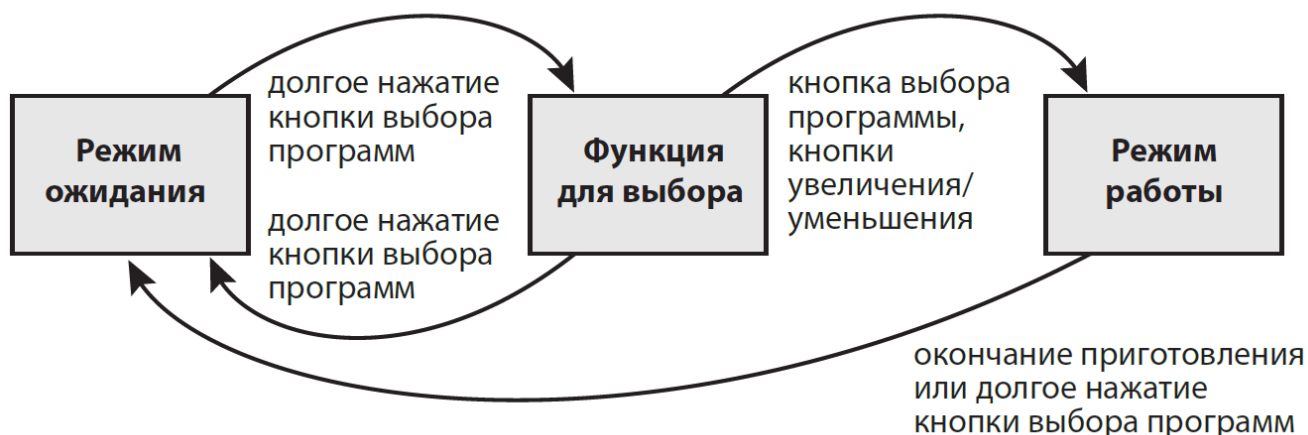 Режим
ожидания
долгое нажатие
кнопки выбора
программ
долгое нажатие
кнопки выбора
программ
Функция
для выбора
кнопка выбора
программы,
кнопки
увеличения/
уменьшения
Режим
работы
окончание приготовления
или долгое нажатие
кнопки выбора программ